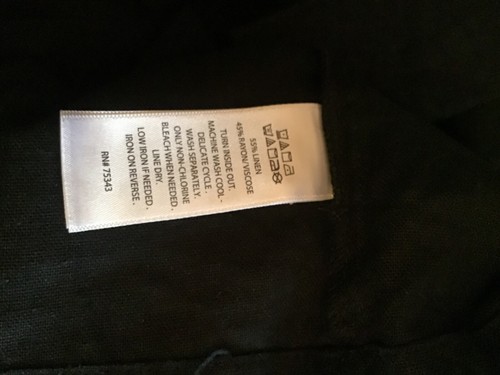 55% LINEN
45% RAYON/VISCOSE
TURN INSIDE OUT.
MACHINE WASH COOL -
DELICATE CYCLE.
WASH SEPARATELY.
ONLY NON-CHLORINE
BLEACH WHEN NEEDED.
LINE DRY.
LOW IRON IF NEEDED.
IRON ON REVERSE.
RN# 75343